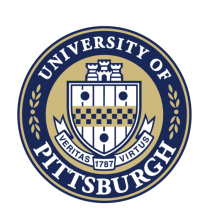 UNIVERSITY OF
PITTSBURGH
VERITAS 1787 VIRTUS